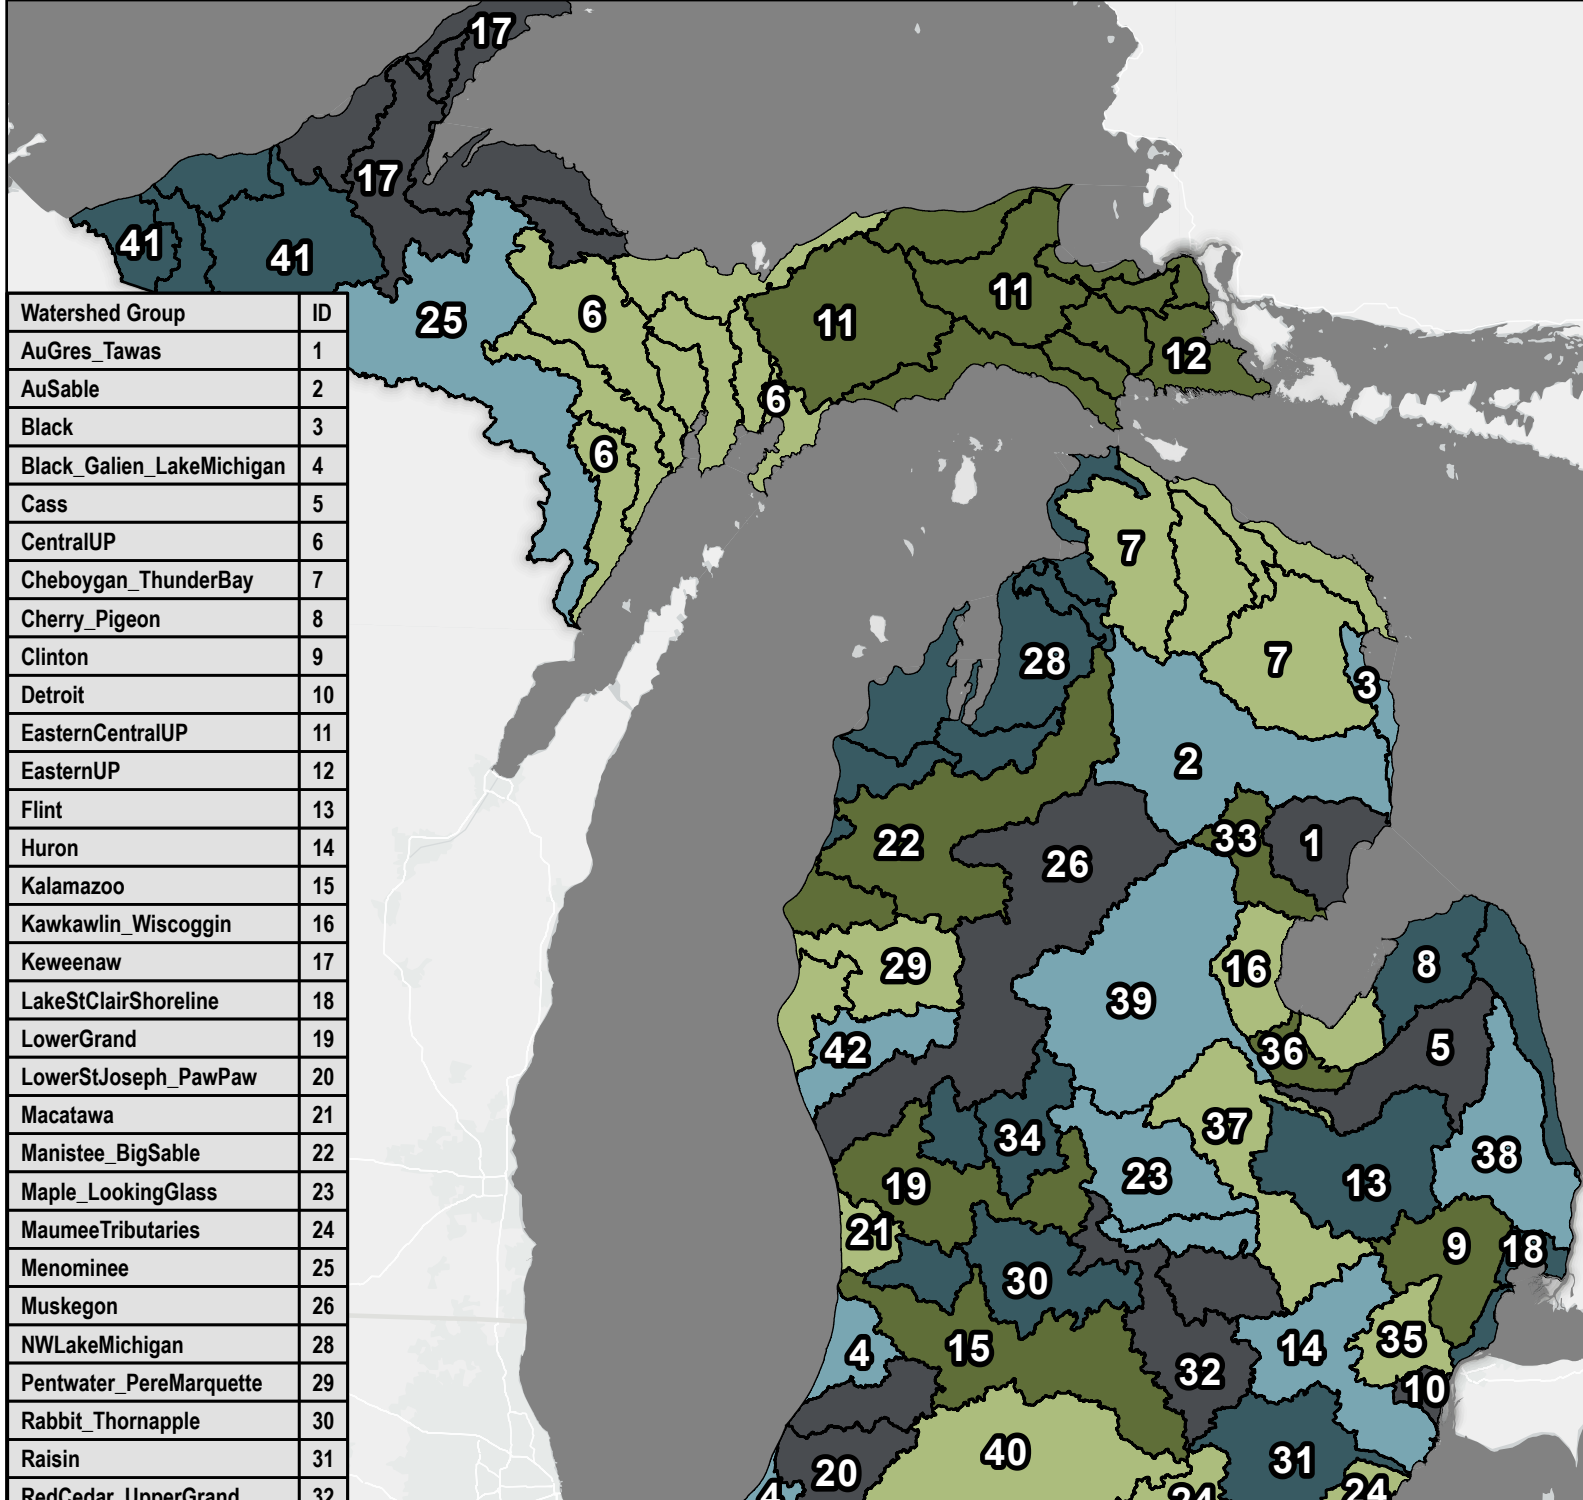 17
17
41
41
25
6
11
11
12
6
6
Watershed Group ID
AuGres_Tawas 1
AuSable 2
Black 3
Black_Galien_LakeMichigan 4
Cass 5
CentralUP 6
Cheboygan_ThunderBay 7
Cherry_Pigeon 8
Clinton 9
Detroit 10
EasternCentralUP 11
EasternUP 12
Flint 13
Huron 14
Kalamazoo 15
Kawkawlin_Wiscoggin 16
Keweenaw 17
LakeStClairShoreline 18
LowerGrand 19
LowerStJoseph_PawPaw 20
Macatawa 21
Manistee_BigSable 22
Maple_LookingGlass 23
MaumeeTributaries 24
Menominee 25
Muskegon 26
NWLakeMichigan 28
Pentwater_PereMarquette 29
Rabbit_Thornapple 30
Raisin 31
RedCedar_UpperGrand 32
7
28
7
3
2
22
26
33
1
29
39
16
8
42
36
5
34
37
19
23
13
38
21
30
9
18
4
15
32
14
35
10
20
40
31
4
24
24